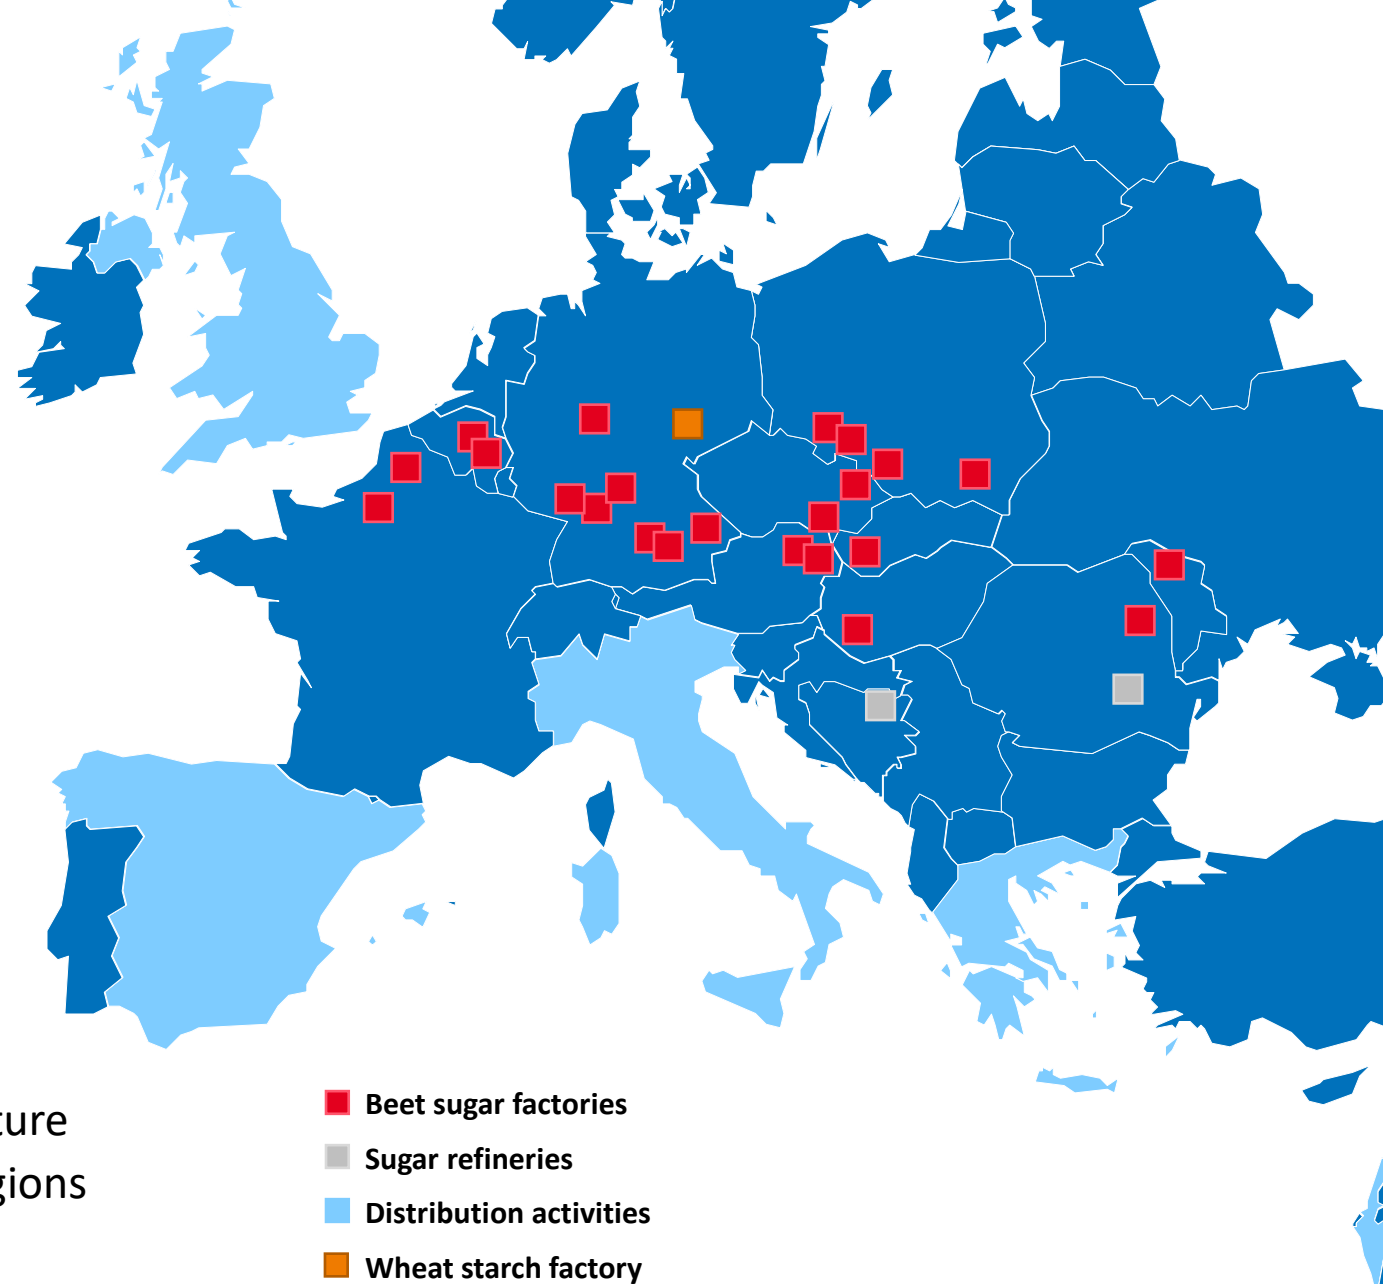 ture
gions
Beet sugar factories
Sugar refineries
Distribution activities
Wheat starch factory